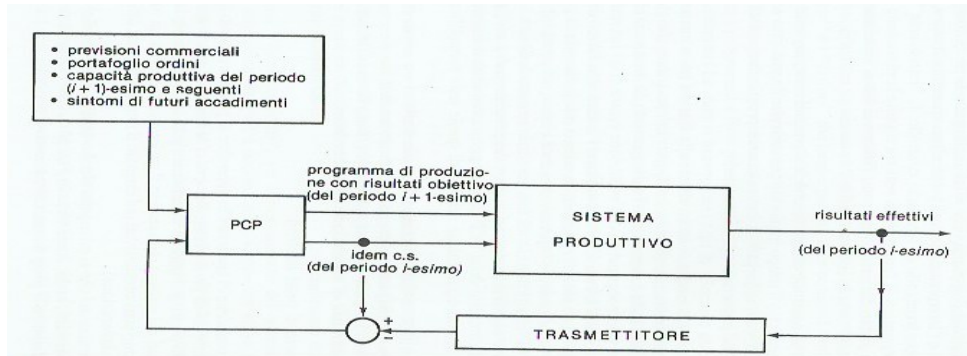 • previsioni commerciali
• portafoglio ordini
• capacità produttiva del periodo
(i + 1)-esimo e seguenti
• sintomi di futuri accadimenti
programma di produzio-
ne con risultati obiettivo
(del periodo i + 1-esimo)
PCP
SISTEMA
PRODUTTIVO
risultati effettivi
(del periodo i-esimo)
idem c.s.
(del periodo i-esimo)
+
−
TRASMETTITORE